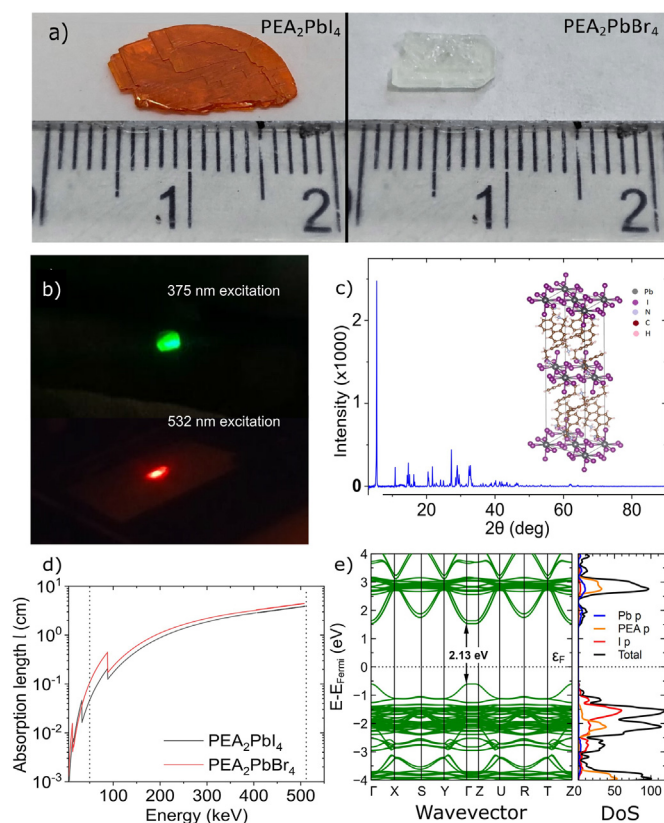 a)
PEA₂PbI₄
PEA₂PbBr₄
1
2
1
2
b)
375 nm excitation
532 nm excitation
c)
Pb
I
N
C
H
Intensity (x1000)
2
1
0
20
40
60
80
2θ (deg)
d)
Absorption length l (cm)
10¹
10⁰
10⁻¹
10⁻²
10⁻³
PEA₂PbI₄
PEA₂PbBr₄
100
200
300
400
500
Energy (keV)
e)
E-E_Fermi (eV)
4
3
2
1
0
−1
−2
−3
−4
2.13 eV
ε_F
Γ X S Y Γ Z U R T Z
Wavevector
Pb p
PEA p
I p
Total
0 50 100
DoS